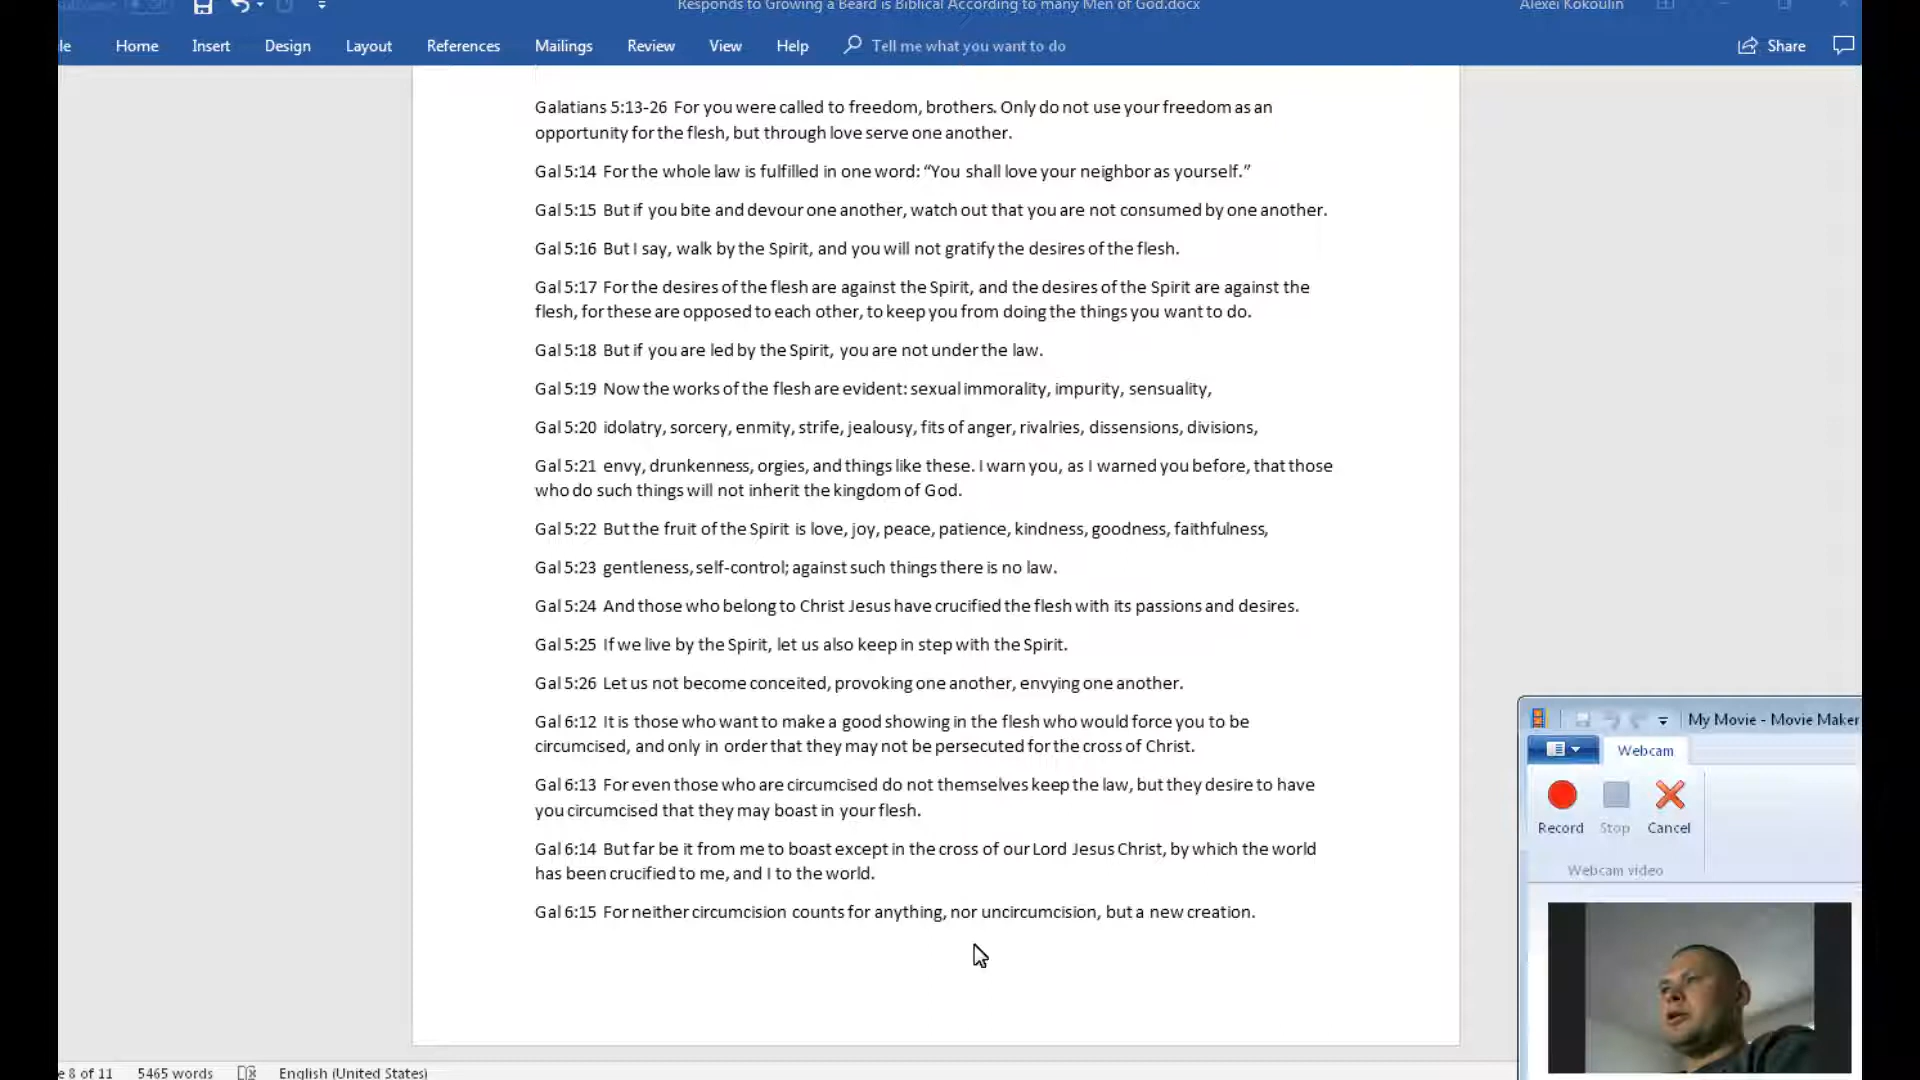 Responds to Growing a Beard is Biblical According to many Men of God.docx
Alexei Kokoulin
le Home Insert Design Layout References Mailings Review View Help Tell me what you want to do Share
Galatians 5:13-26 For you were called to freedom, brothers. Only do not use your freedom as an
opportunity for the flesh, but through love serve one another.
Gal 5:14 For the whole law is fulfilled in one word: “You shall love your neighbor as yourself.”
Gal 5:15 But if you bite and devour one another, watch out that you are not consumed by one another.
Gal 5:16 But I say, walk by the Spirit, and you will not gratify the desires of the flesh.
Gal 5:17 For the desires of the flesh are against the Spirit, and the desires of the Spirit are against the
flesh, for these are opposed to each other, to keep you from doing the things you want to do.
Gal 5:18 But if you are led by the Spirit, you are not under the law.
Gal 5:19 Now the works of the flesh are evident: sexual immorality, impurity, sensuality,
Gal 5:20 idolatry, sorcery, enmity, strife, jealousy, fits of anger, rivalries, dissensions, divisions,
Gal 5:21 envy, drunkenness, orgies, and things like these. I warn you, as I warned you before, that those
who do such things will not inherit the kingdom of God.
Gal 5:22 But the fruit of the Spirit is love, joy, peace, patience, kindness, goodness, faithfulness,
Gal 5:23 gentleness, self-control; against such things there is no law.
Gal 5:24 And those who belong to Christ Jesus have crucified the flesh with its passions and desires.
Gal 5:25 If we live by the Spirit, let us also keep in step with the Spirit.
Gal 5:26 Let us not become conceited, provoking one another, envying one another.
Gal 6:12 It is those who want to make a good showing in the flesh who would force you to be
circumcised, and only in order that they may not be persecuted for the cross of Christ.
Gal 6:13 For even those who are circumcised do not themselves keep the law, but they desire to have
you circumcised that they may boast in your flesh.
Gal 6:14 But far be it from me to boast except in the cross of our Lord Jesus Christ, by which the world
has been crucified to me, and I to the world.
Gal 6:15 For neither circumcision counts for anything, nor uncircumcision, but a new creation.
My Movie - Movie Maker
Webcam
Record Stop Cancel
Webcam video
e 8 of 11 5465 words English (United States)